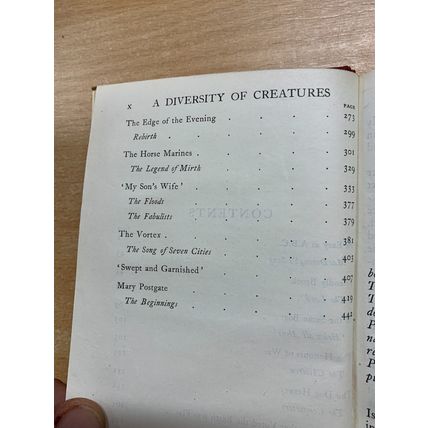 x A DIVERSITY OF CREATURES
PAGE
The Edge of the Evening . . . . . 273
Rebirth . . . . . . 299
The Horse Marines . . . . . . 301
The Legend of Mirth . . . . . 329
'My Son's Wife' . . . . . . 333
The Floods . . . . . . 377
The Fabulists . . . . . . 379
The Vortex . . . . . . . 381
The Song of Seven Cities . . . . 403
'Swept and Garnished' . . . . . 407
Mary Postgate . . . . . . 419
The Beginnings . . . . . . 441